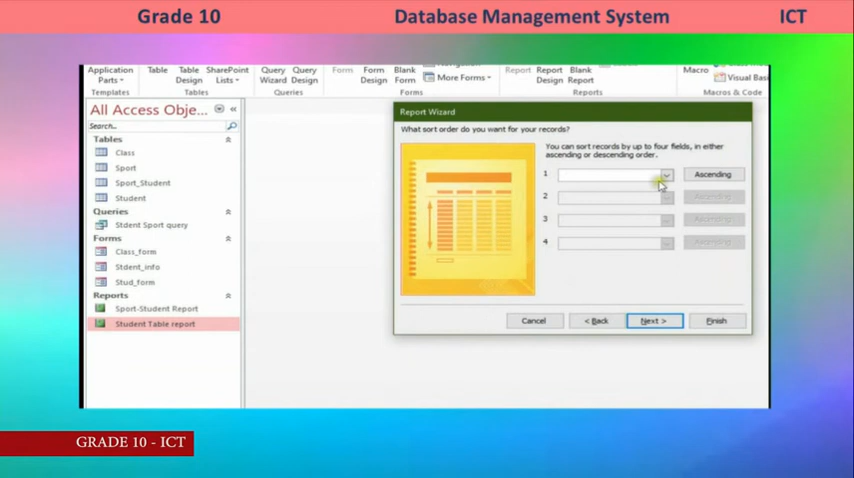 Grade 10 Database Management System ICT
Application Parts Table Table Design SharePoint Lists Query Wizard Query Design Form Form Design Blank Form More Forms Report Report Design Blank Report Macro Visual Basi
Templates Tables Queries Forms Reports Macros & Code
All Access Obje...
Search..
Tables
Class
Sport
Sport_Student
Student
Queries
Stdent Sport query
Forms
Class_form
Stdent_info
Stud_form
Reports
Sport-Student Report
Student Table report
Report Wizard
What sort order do you want for your records?
You can sort records by up to four fields, in either
ascending or descending order.
1 Ascending
2 Ascending
3 Ascending
4 Ascending
Cancel < Back Next > Finish
GRADE 10 - ICT